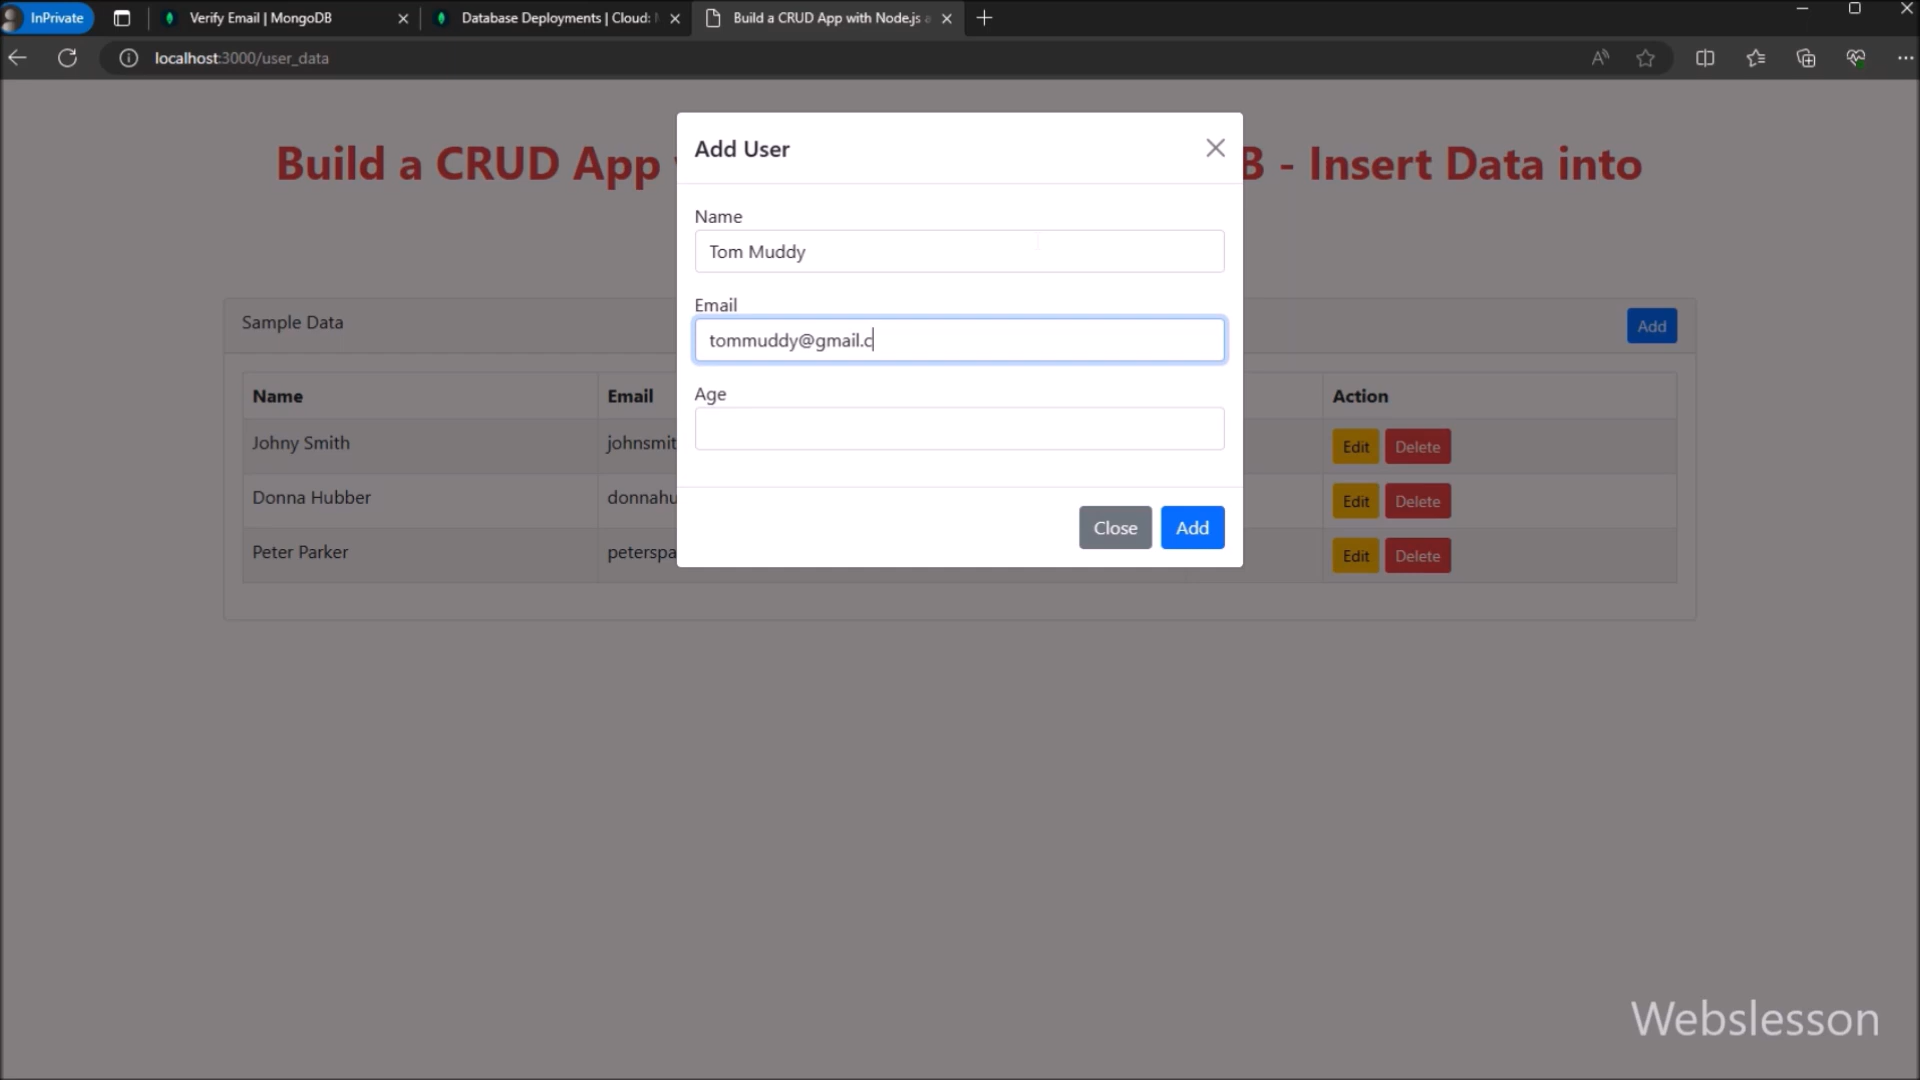 InPrivate
Verify Email | MongoDB
Database Deployments | Cloud:
Build a CRUD App with Node.js
localhost:3000/user_data
Build a CRUD App
B - Insert Data into
Add User
Name
Tom Muddy
Email
tommuddy@gmail.c
Age
Close
Add
Sample Data
Add
Name
Email
Action
Johny Smith
johnsmit
Edit
Delete
Donna Hubber
donnahu
Edit
Delete
Peter Parker
peterspa
Edit
Delete
Webslesson